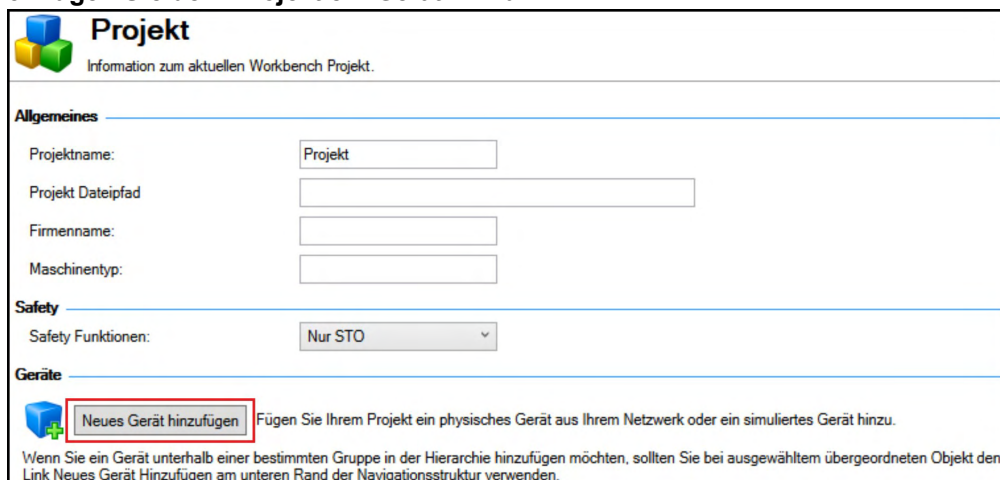 Projekt
Information zum aktuellen Workbench Projekt.
Allgemeines
Projektname: Projekt
Projekt Dateipfad
Firmenname:
Maschinentyp:
Safety
Safety Funktionen: Nur STO
Geräte
Neues Gerät hinzufügen Fügen Sie Ihrem Projekt ein physisches Gerät aus Ihrem Netzwerk oder ein simuliertes Gerät hinzu.
Wenn Sie ein Gerät unterhalb einer bestimmten Gruppe in der Hierarchie hinzufügen möchten, sollten Sie bei ausgewähltem übergeordneten Objekt den
Link Neues Gerät Hinzufügen am unteren Rand der Navigationsstruktur verwenden.